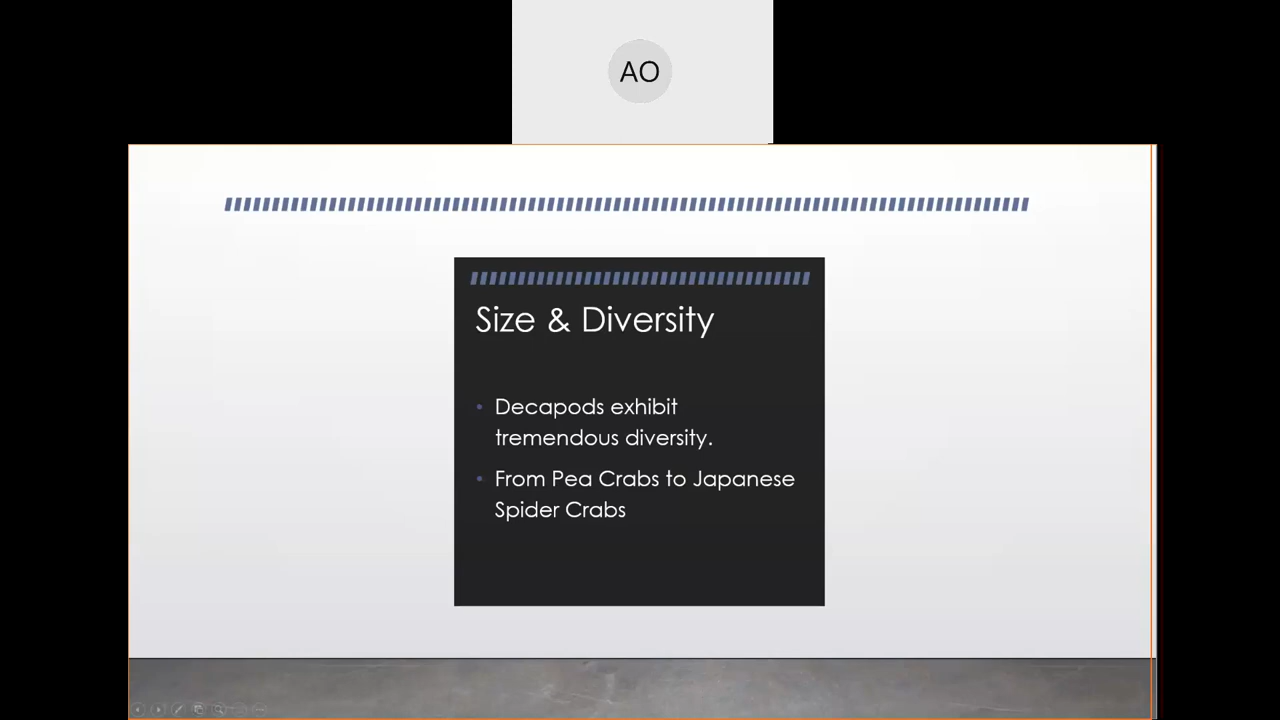 AO
Size & Diversity
• Decapods exhibit
tremendous diversity.
• From Pea Crabs to Japanese
Spider Crabs